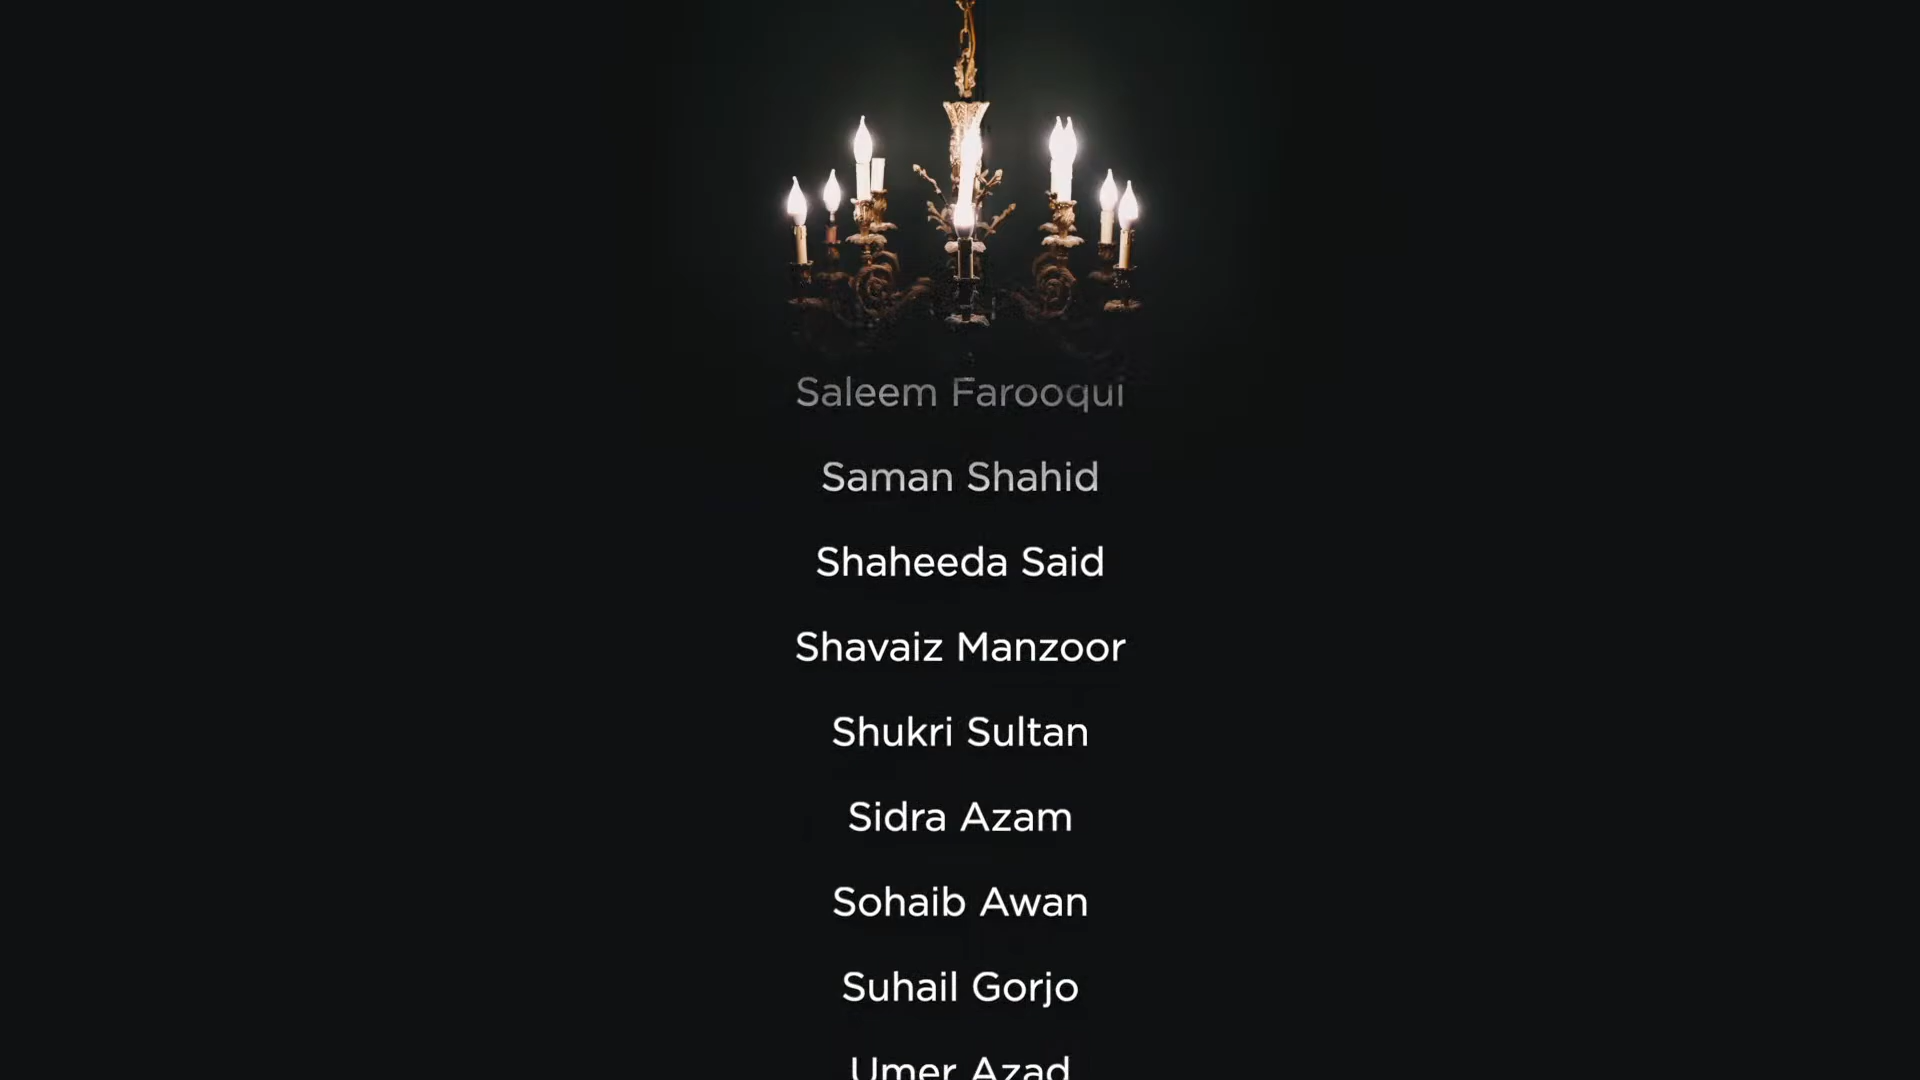 Saleem Farooqui
Saman Shahid
Shaheeda Said
Shavaiz Manzoor
Shukri Sultan
Sidra Azam
Sohaib Awan
Suhail Gorjo
Umer Azad